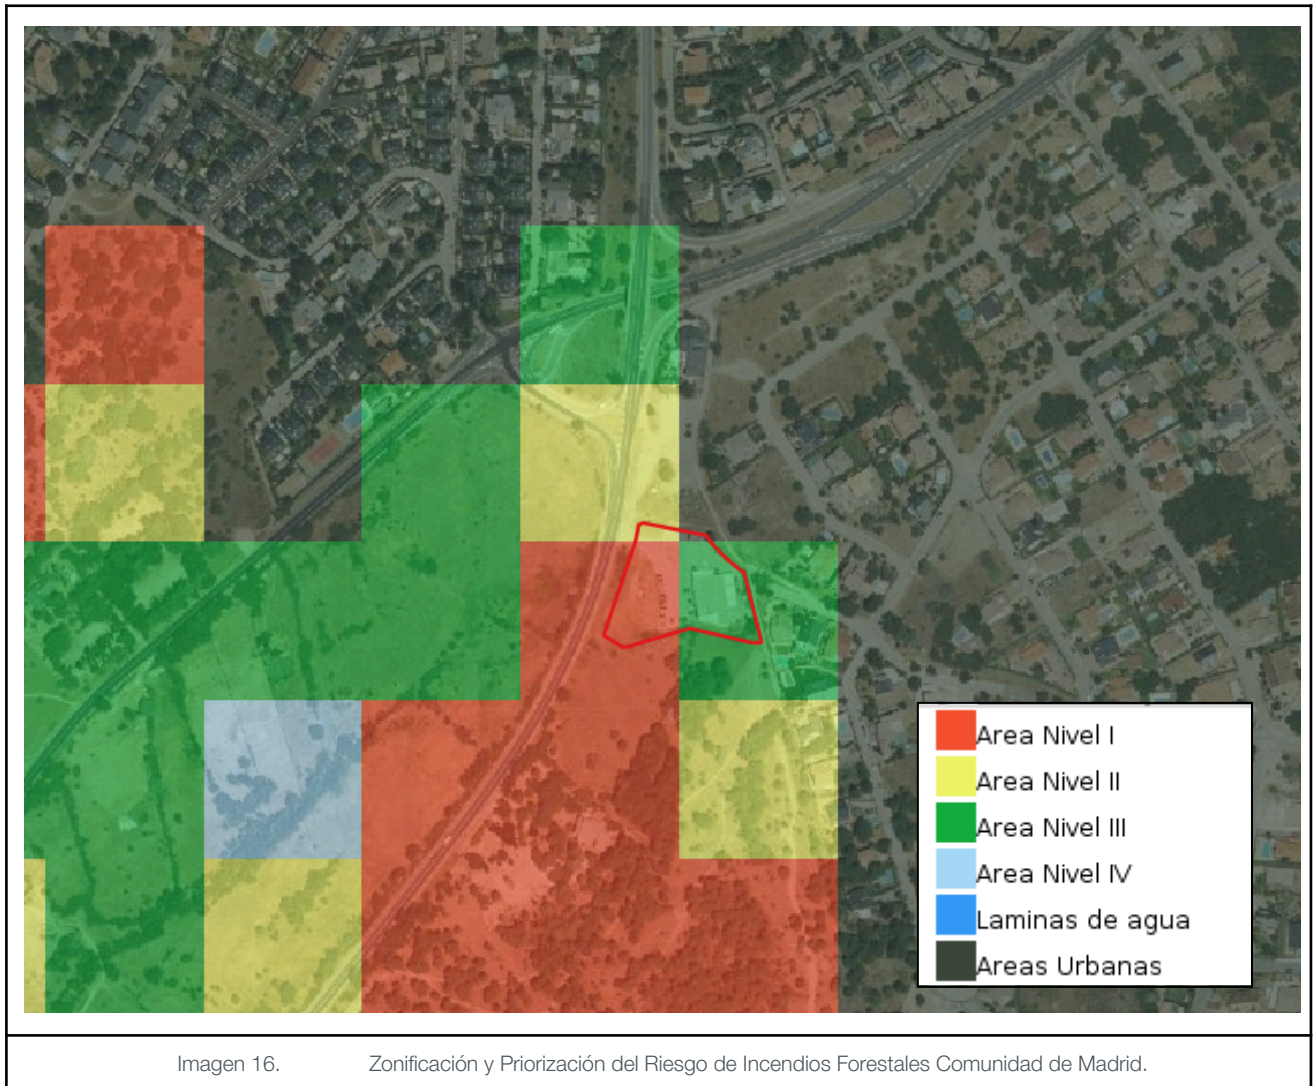 Area Nivel I
Area Nivel II
Area Nivel III
Area Nivel IV
Laminas de agua
Areas Urbanas
Imagen 16. Zonificación y Priorización del Riesgo de Incendios Forestales Comunidad de Madrid.